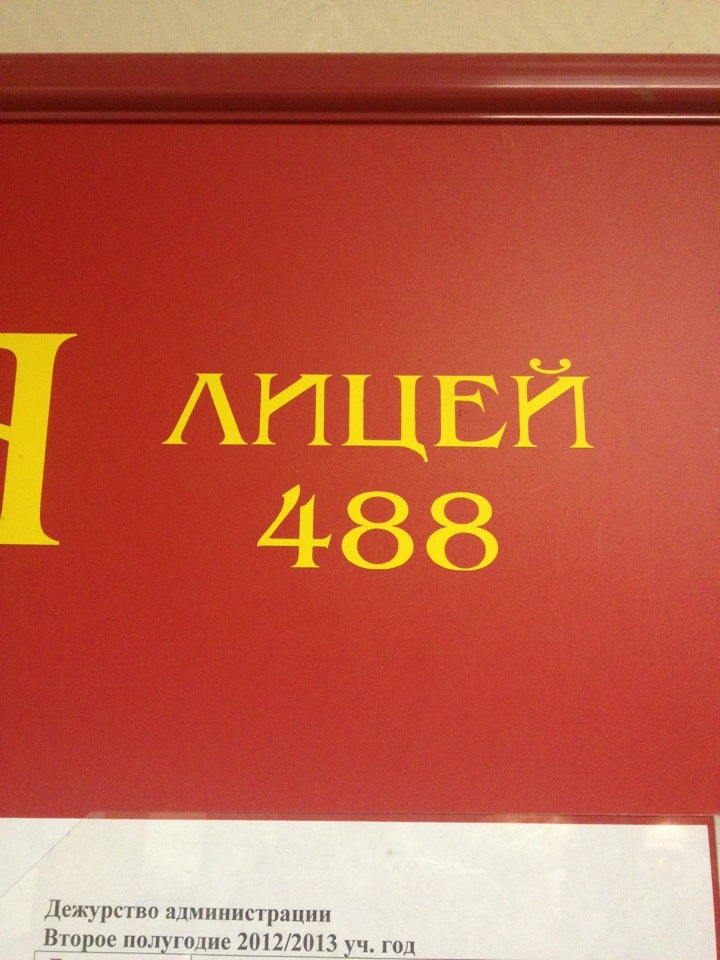 ЛИЦЕЙ
488
Дежурство администрации
Второе полугодие 2012/2013 уч. год